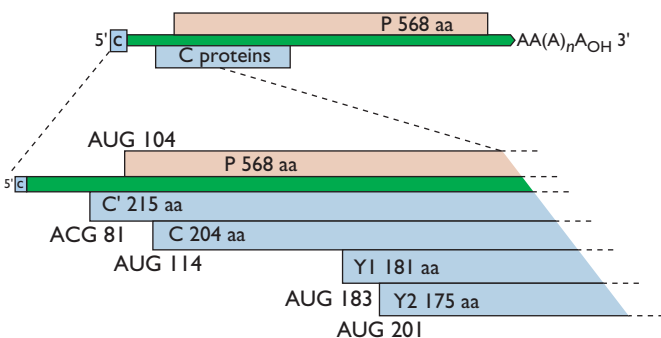 P 568 aa
5' C AA(A)nAOH 3'
C proteins
AUG 104
P 568 aa
5' C
C' 215 aa
ACG 81
C 204 aa
AUG 114
Y1 181 aa
AUG 183
Y2 175 aa
AUG 201